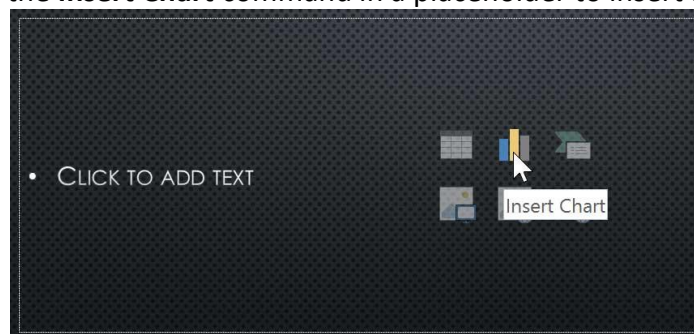 the Insert Chart command in a placeholder to insert
• CLICK TO ADD TEXT
Insert Chart